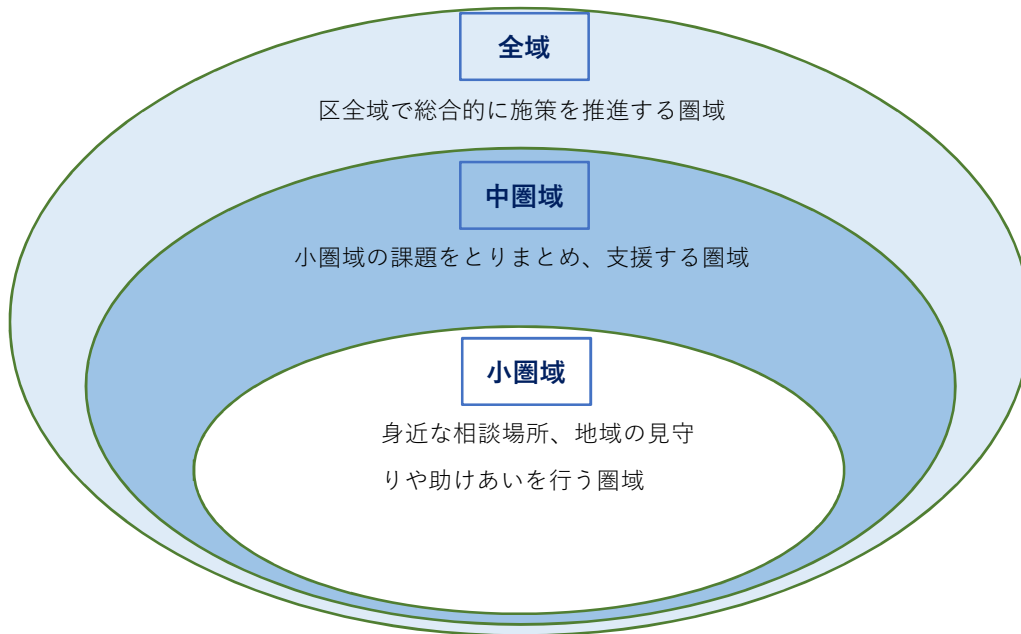 全域
区全域で総合的に施策を推進する圏域
中圏域
小圏域の課題をとりまとめ、支援する圏域
小圏域
身近な相談場所、地域の見守
りや助けあいを行う圏域